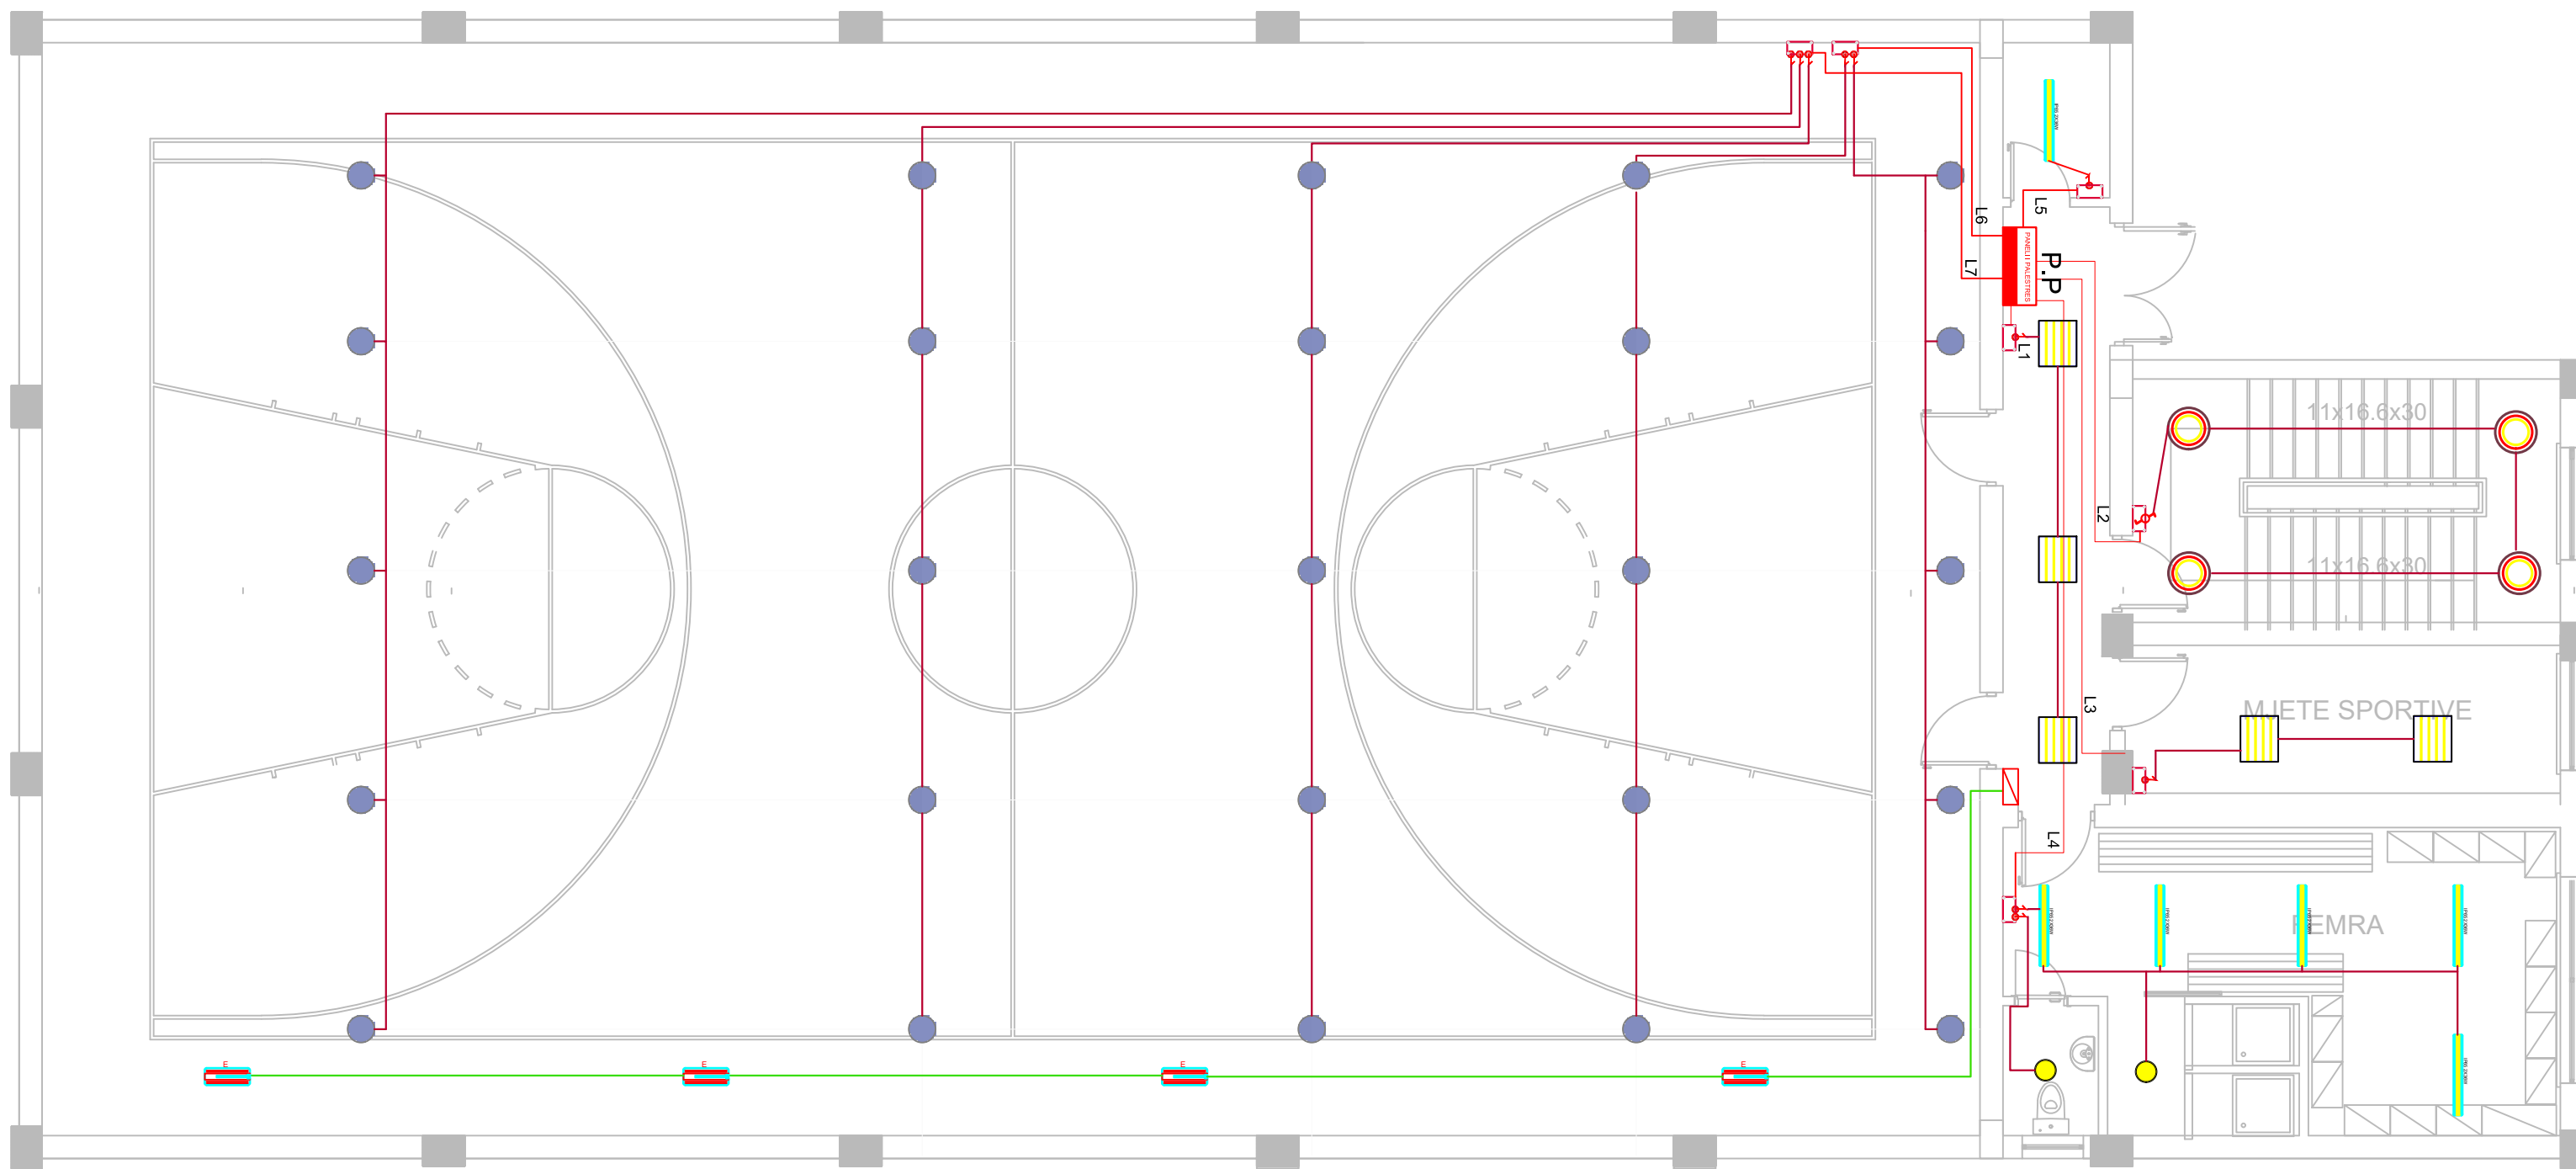 L6
L5
L7
P.P
PANELI I PALESTRES
L1
11x16.6x30
L2
11x16.6x30
L3
MJETE SPORTIVE
L4
FEMRA
E
E
E
E